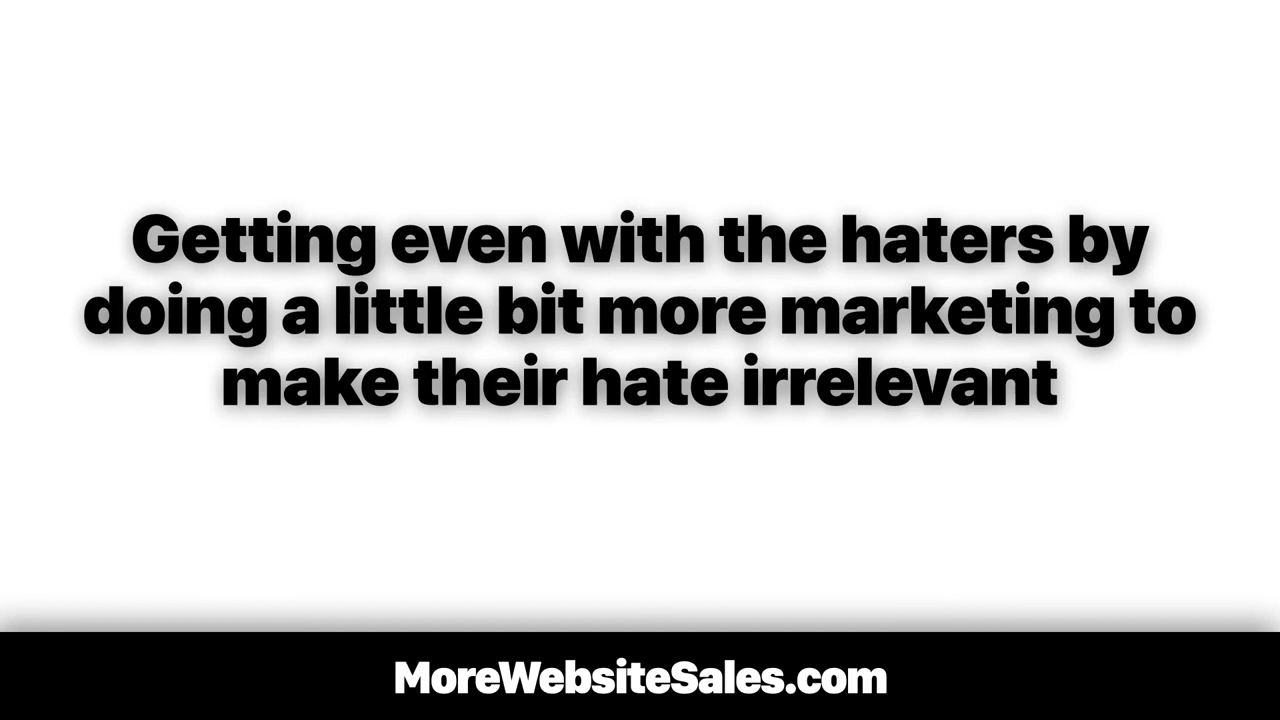 Getting even with the haters by
doing a little bit more marketing to
make their hate irrelevant
MoreWebsiteSales.com